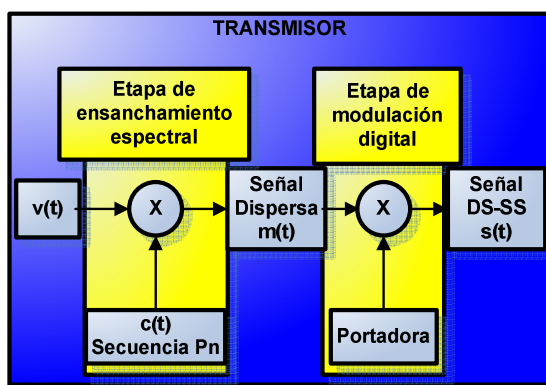 TRANSMISOR
Etapa de
ensanchamiento
espectral
Etapa de
modulación
digital
v(t)
X
Señal
Dispersa
m(t)
X
Señal
DS-SS
s(t)
c(t)
Secuencia Pn
Portadora